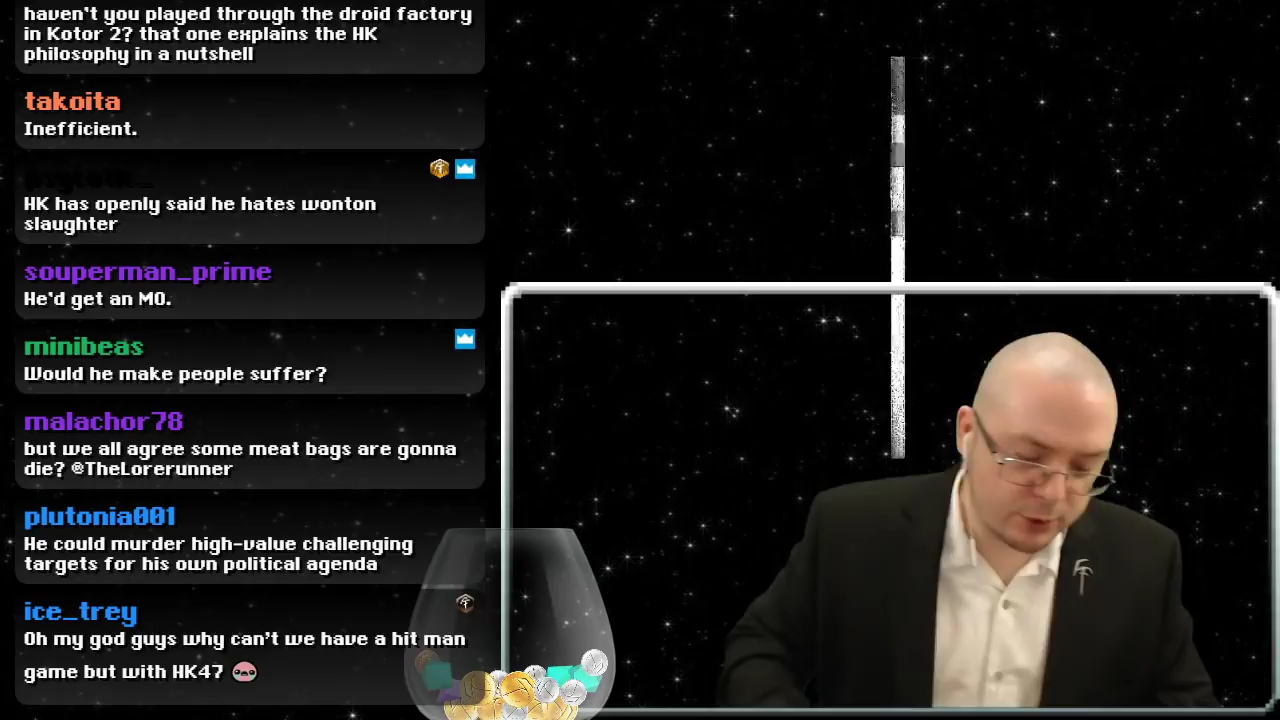 haven't you played through the droid factory
in Kotor 2? that one explains the HK
philosophy in a nutshell
takoita
Inefficient.
HK has openly said he hates wonton
slaughter
souperman_prime
He'd get an MO.
minibeas
Would he make people suffer?
malachor78
but we all agree some meat bags are gonna
die? @TheLorerunner
plutonia001
He could murder high-value challenging
targets for his own political agenda
ice_trey
Oh my god guys why can't we have a hit man
game but with HK47